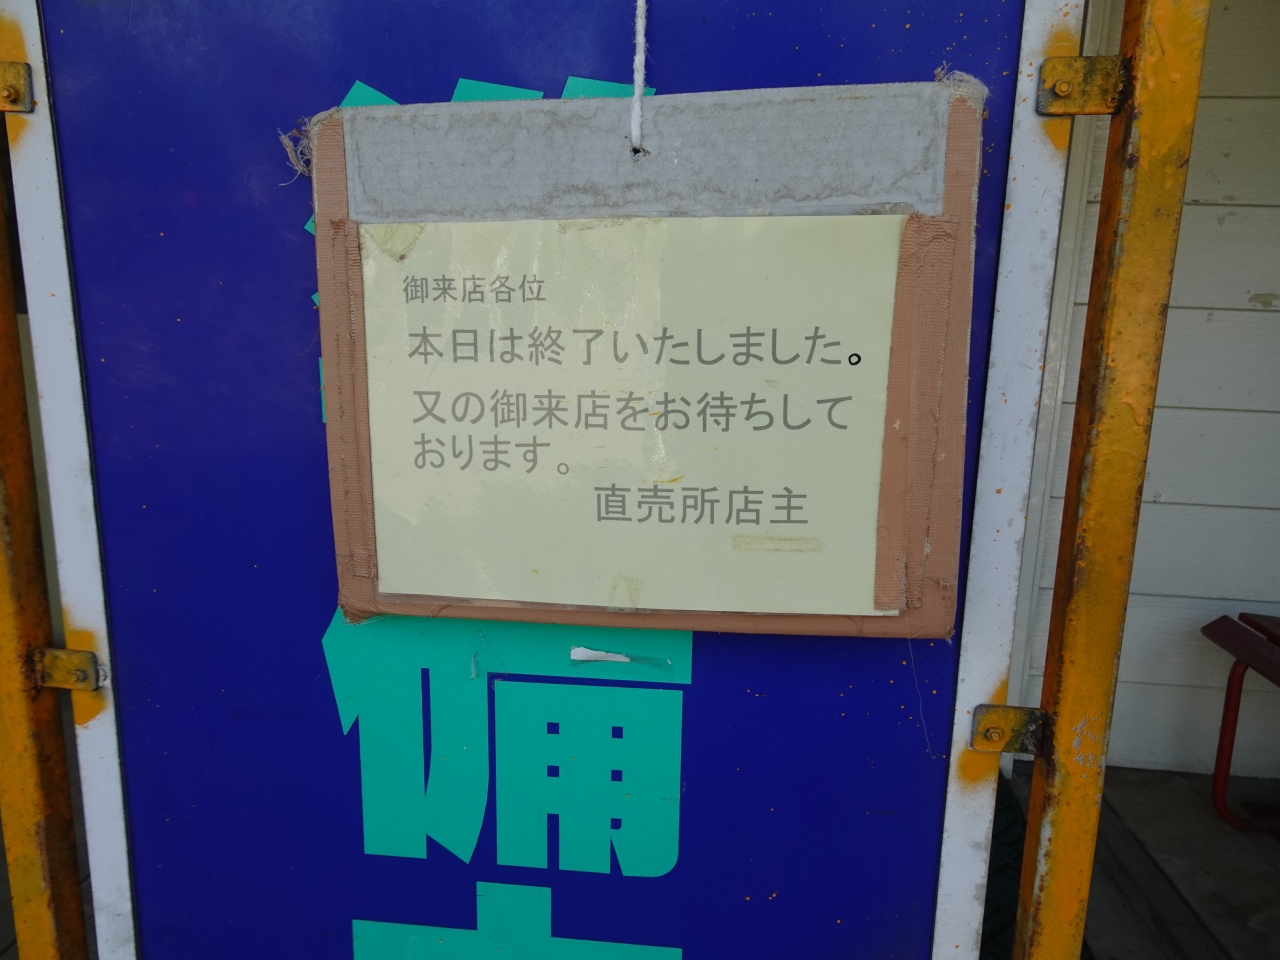 御来店各位
本日は終了いたしました。
又の御来店をお待ちして
おります。
直売所店主
備